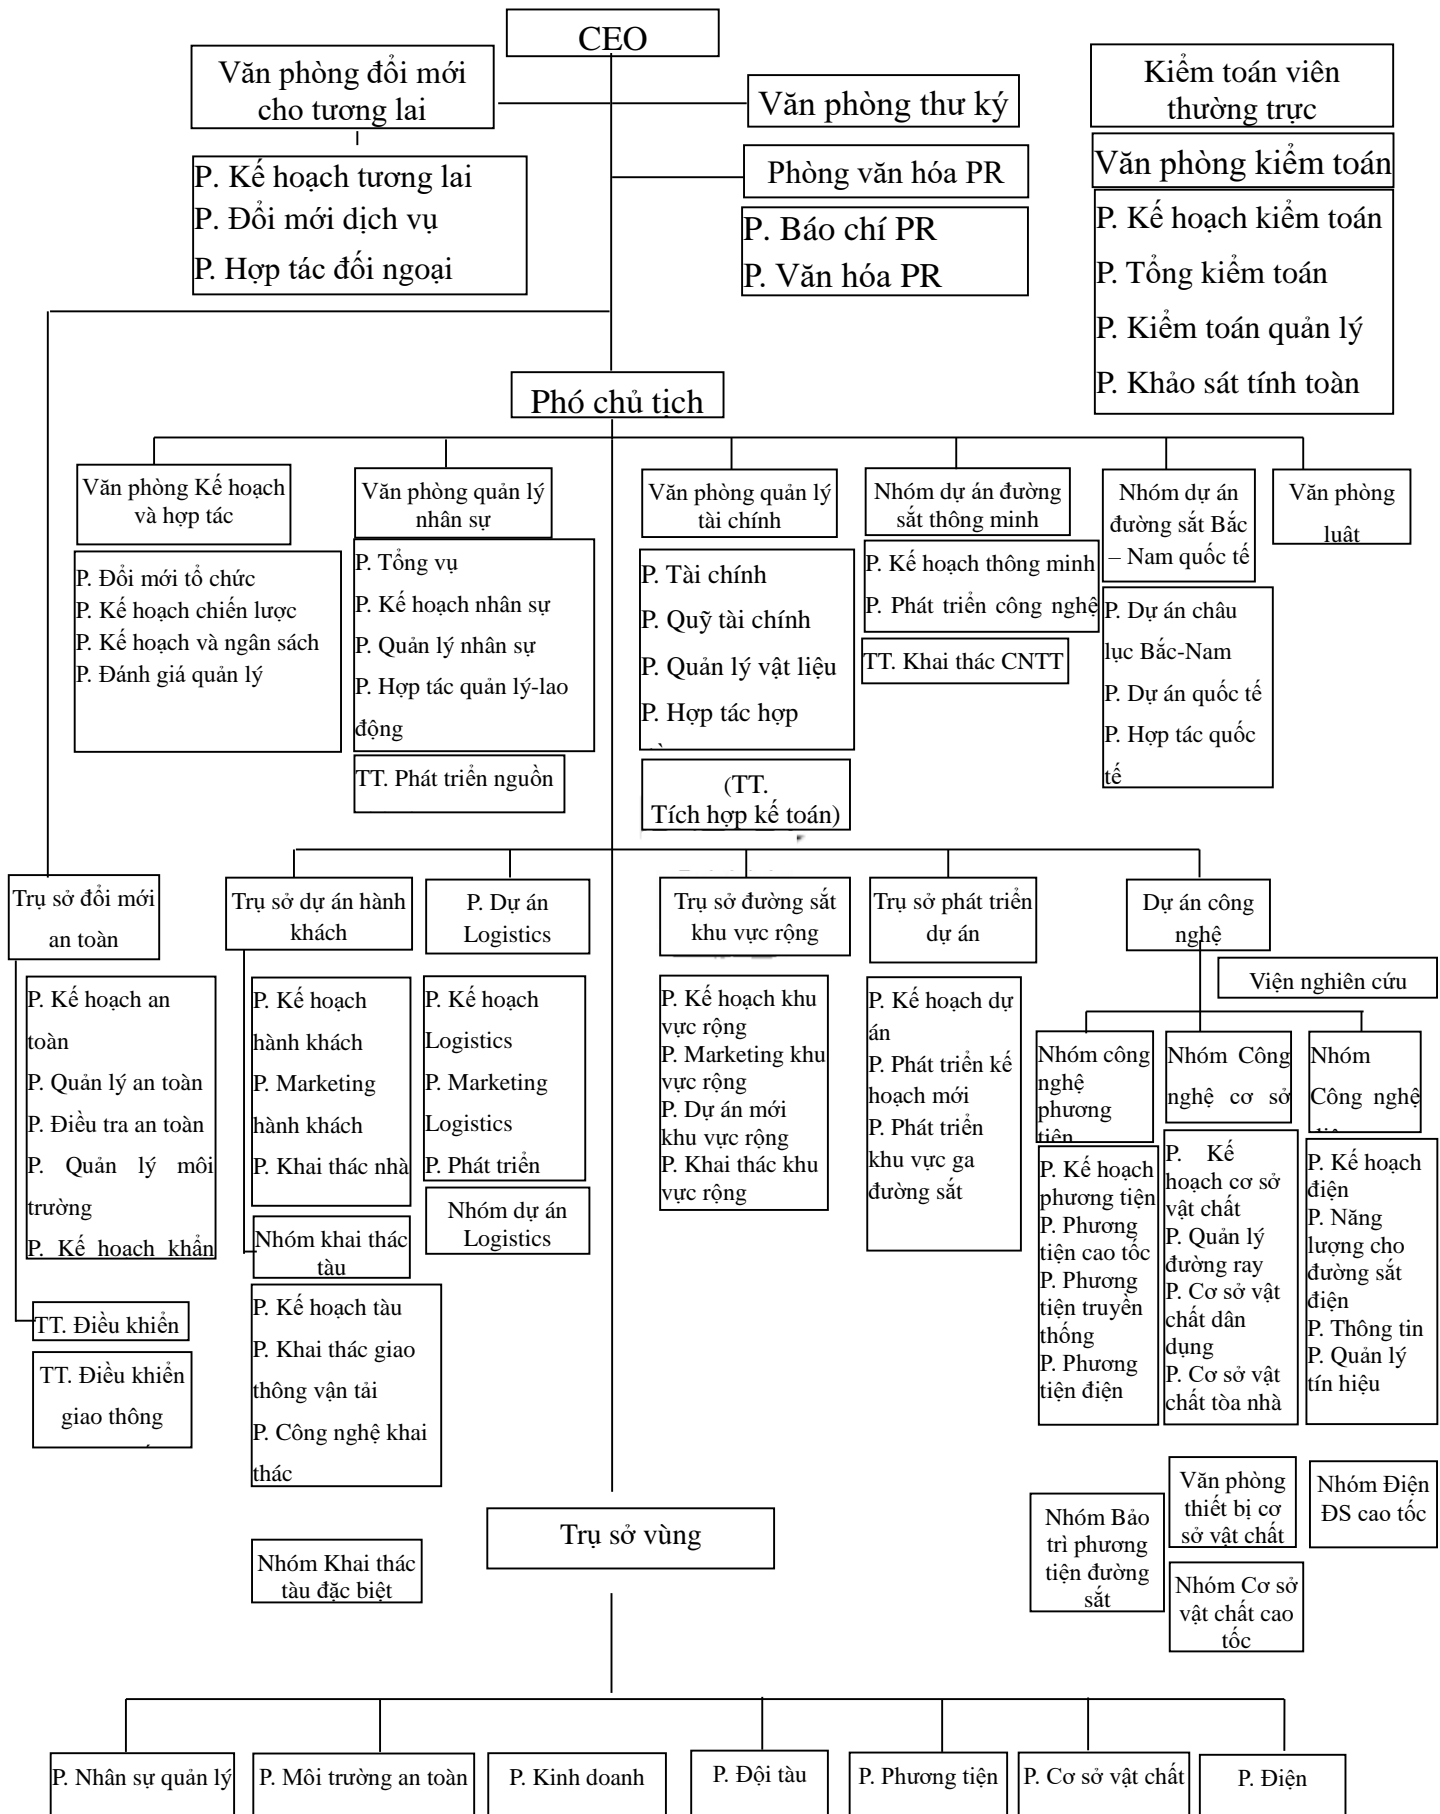 CEO
Văn phòng đổi mới
cho tương lai
Văn phòng thư ký
Kiểm toán viên
thường trực
Văn phòng kiểm toán
P. Kế hoạch tương lai
P. Đổi mới dịch vụ
P. Hợp tác đối ngoại
Phòng văn hóa PR
P. Báo chí PR
P. Văn hóa PR
P. Kế hoạch kiểm toán
P. Tổng kiểm toán
P. Kiểm toán quản lý
P. Khảo sát tính toàn
Phó chủ tịch
Văn phòng Kế hoạch
và hợp tác
P. Đổi mới tổ chức
P. Kế hoạch chiến lược
P. Kế hoạch và ngân sách
P. Đánh giá quản lý
Văn phòng quản lý
nhân sự
P. Tổng vụ
P. Kế hoạch nhân sự
P. Quản lý nhân sự
P. Hợp tác quản lý-lao
động
TT. Phát triển nguồn
Văn phòng quản lý
tài chính
P. Tài chính
P. Quỹ tài chính
P. Quản lý vật liệu
P. Hợp tác hợp
(TT.
Tích hợp kế toán)
Nhóm dự án đường
sắt thông minh
P. Kế hoạch thông minh
P. Phát triển công nghệ
TT. Khai thác CNTT
Nhóm dự án
đường sắt Bắc
– Nam quốc tế
P. Dự án châu
lục Bắc-Nam
P. Dự án quốc tế
P. Hợp tác quốc
tế
Văn phòng
luật
Trụ sở đổi mới
an toàn
P. Kế hoạch an
toàn
P. Quản lý an toàn
P. Điều tra an toàn
P. Quản lý môi
trường
P. Kế hoạch khẩn
TT. Điều khiển
TT. Điều khiển
giao thông
Trụ sở dự án hành
khách
P. Kế hoạch
hành khách
P. Marketing
hành khách
P. Khai thác nhà
Nhóm khai thác
tàu
P. Kế hoạch tàu
P. Khai thác giao
thông vận tải
P. Công nghệ khai
thác
Nhóm Khai thác
tàu đặc biệt
P. Dự án
Logistics
P. Kế hoạch
Logistics
P. Marketing
Logistics
P. Phát triển
Nhóm dự án
Logistics
Trụ sở đường sắt
khu vực rộng
P. Kế hoạch khu
vực rộng
P. Marketing khu
vực rộng
P. Dự án mới
khu vực rộng
P. Khai thác khu
vực rộng
Trụ sở phát triển
dự án
P. Kế hoạch dự
án
P. Phát triển kế
hoạch mới
P. Phát triển
khu vực ga
đường sắt
Dự án công
nghệ
Viện nghiên cứu
Nhóm công
nghệ
phương
tiện
P. Kế hoạch
phương tiện
P. Phương
tiện cao tốc
P. Phương
tiện truyền
thống
P. Phương
tiện điện
Nhóm Bảo
trì phương
tiện đường
sắt
Nhóm Công
nghệ cơ sở
P. Kế
hoạch cơ sở
vật chất
P. Quản lý
đường ray
P. Cơ sở vật
chất dân
dụng
P. Cơ sở vật
chất tòa nhà
Văn phòng
thiết bị cơ
sở vật chất
Nhóm Cơ sở
vật chất cao
tốc
Nhóm
Công nghệ
P. Kế hoạch
điện
P. Năng
lượng cho
đường sắt
điện
P. Thông tin
P. Quản lý
tín hiệu
Nhóm Điện
ĐS cao tốc
Trụ sở vùng
P. Nhân sự quản lý
P. Môi trường an toàn
P. Kinh doanh
P. Đội tàu
P. Phương tiện
P. Cơ sở vật chất
P. Điện